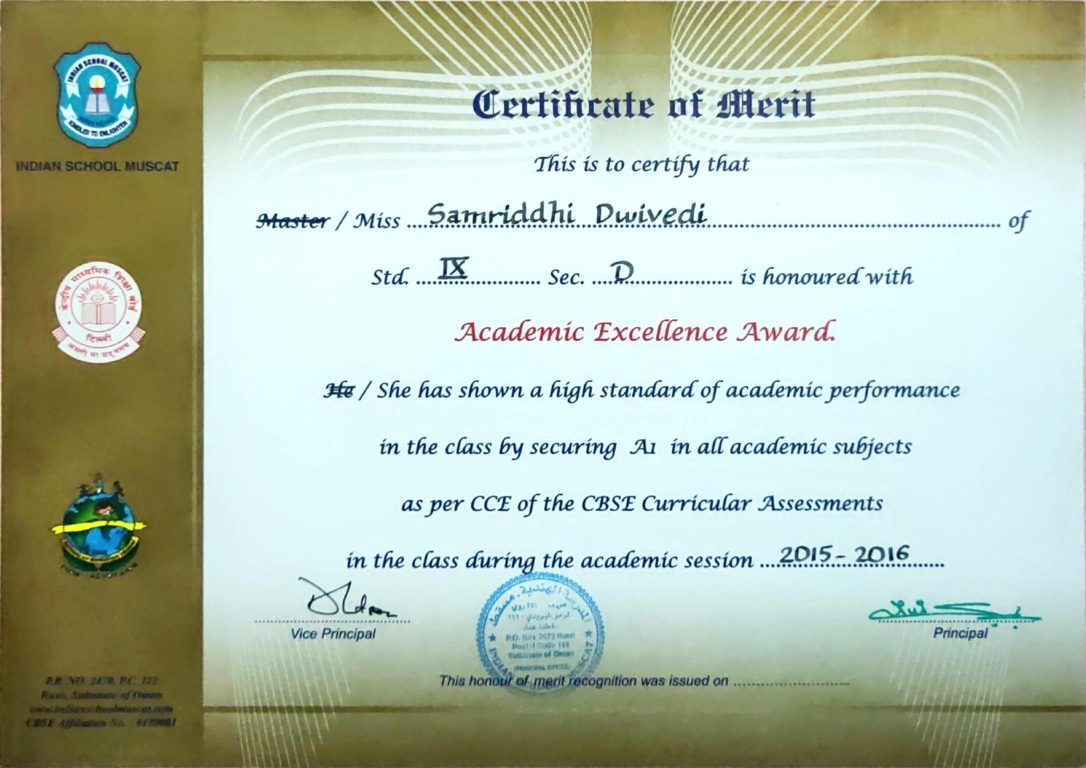 INDIAN SCHOOL MUSCAT
KINDLED TO ENLIGHTEN
INDIAN SCHOOL MUSCAT
केन्द्रीय माध्यमिक शिक्षा बोर्ड
दिल्ली
असतो मा सद् गमय
Certificate of Merit
This is to certify that
Master / Miss Samriddhi Dwivedi of
Std. IX Sec. D is honoured with
Academic Excellence Award.
He / She has shown a high standard of academic performance
in the class by securing A1 in all academic subjects
as per CCE of the CBSE Curricular Assessments
in the class during the academic session 2015-2016
Vice Principal
Principal
المدرسة الهندية مسقط
P.O. Box 2470 Ruwi
Postal Code 112
Sultanate of Oman
INDIAN SCHOOL MUSCAT
This honour of merit recognition was issued on
P.B. NO. 2470, P.C. 112
Ruwi, Sultanate of Oman
www.indianschoolmuscat.com
CBSE Affiliation No.